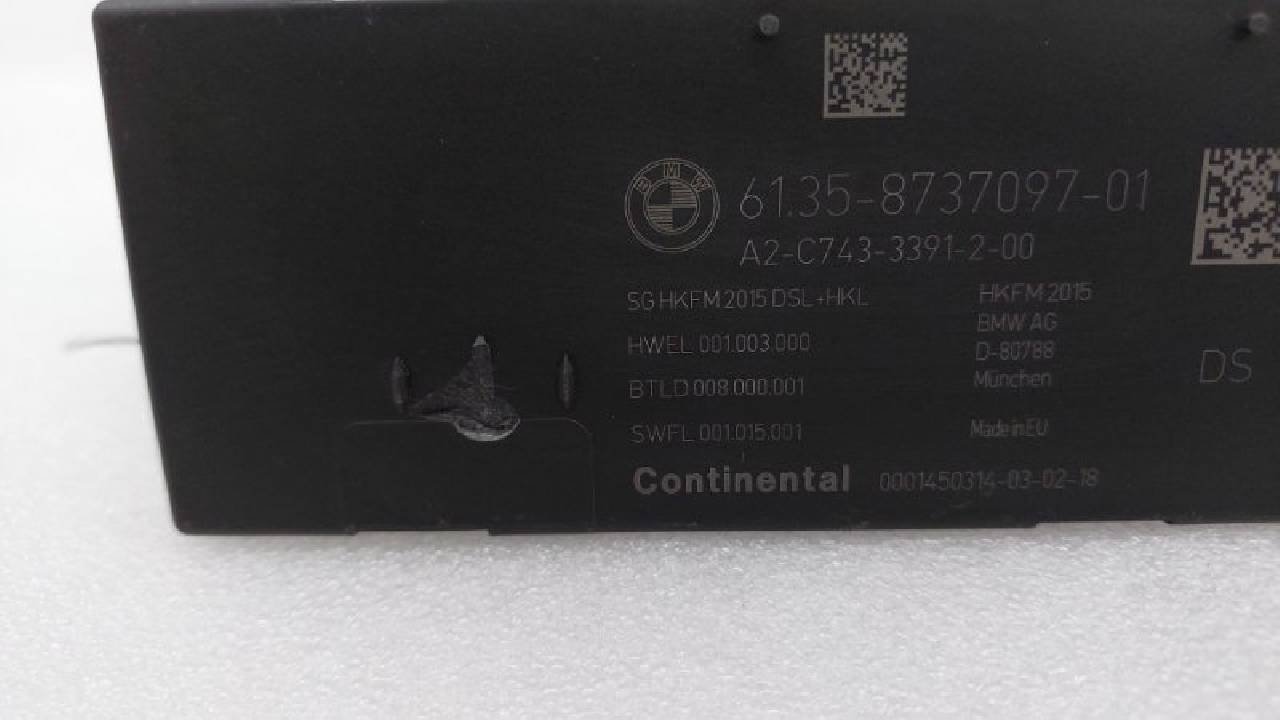 BMW
61.35-8737097-01
A2-C743-3391-2-00
SG HKFM 2015 DSL+HKL
HWEL 001.003.000
BTLD 008.000.001
SWFL 001.015.001
HKFM 2015
BMW AG
D-80788
München
Made in EU
DS
Continental 0001450314-03-02-18